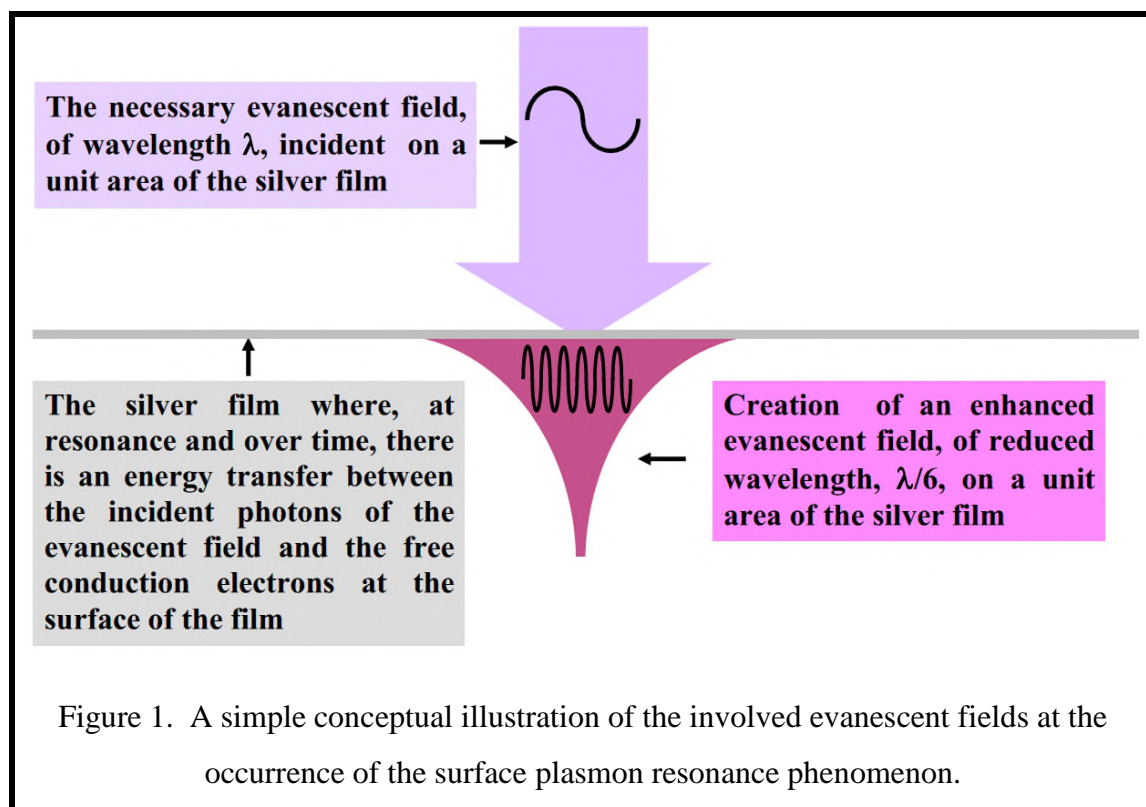 The necessary evanescent field,
of wavelength λ, incident on a
unit area of the silver film
The silver film where, at
resonance and over time, there
is an energy transfer between
the incident photons of the
evanescent field and the free
conduction electrons at the
surface of the film
Creation of an enhanced
evanescent field, of reduced
wavelength, λ/6, on a unit
area of the silver film
Figure 1. A simple conceptual illustration of the involved evanescent fields at the
occurrence of the surface plasmon resonance phenomenon.